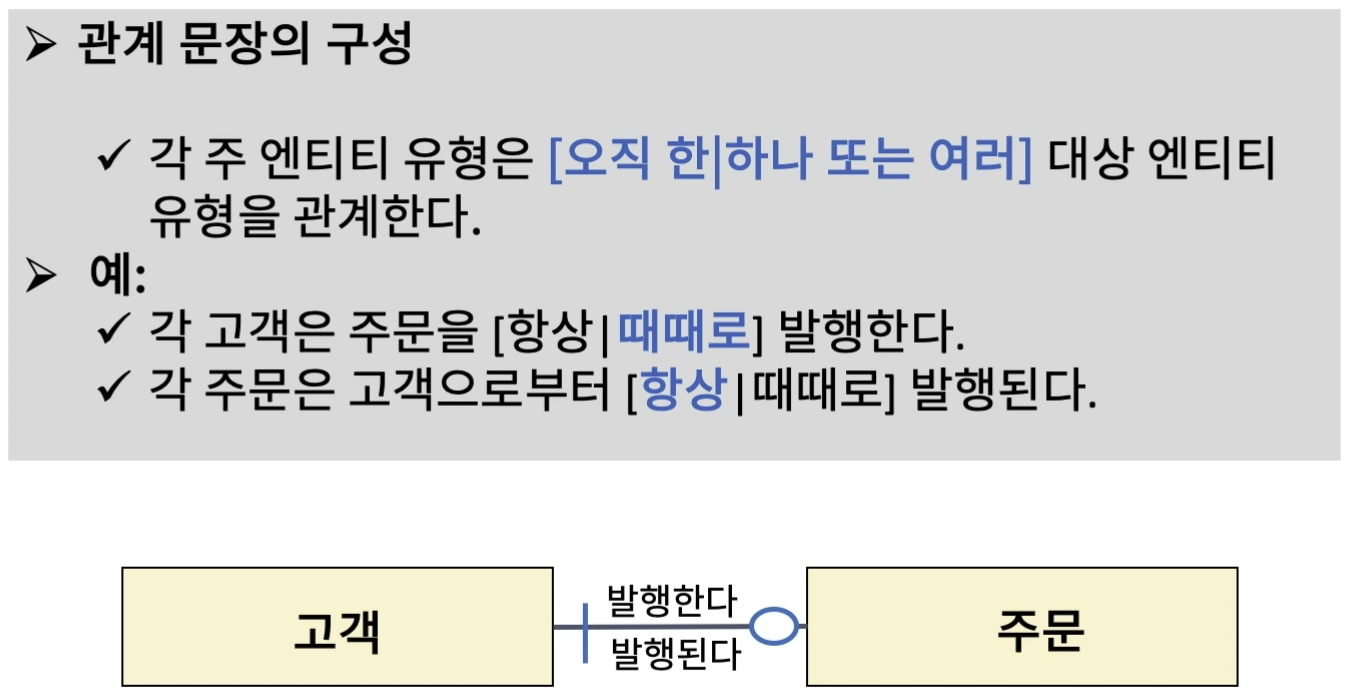 ➢ 관계 문장의 구성
✓ 각 주 엔티티 유형은 [오직 한|하나 또는 여러] 대상 엔티티
유형을 관계한다.
➢ 예:
✓ 각 고객은 주문을 [항상|때때로] 발행한다.
✓ 각 주문은 고객으로부터 [항상|때때로] 발행된다.
고객
발행한다
발행된다
주문